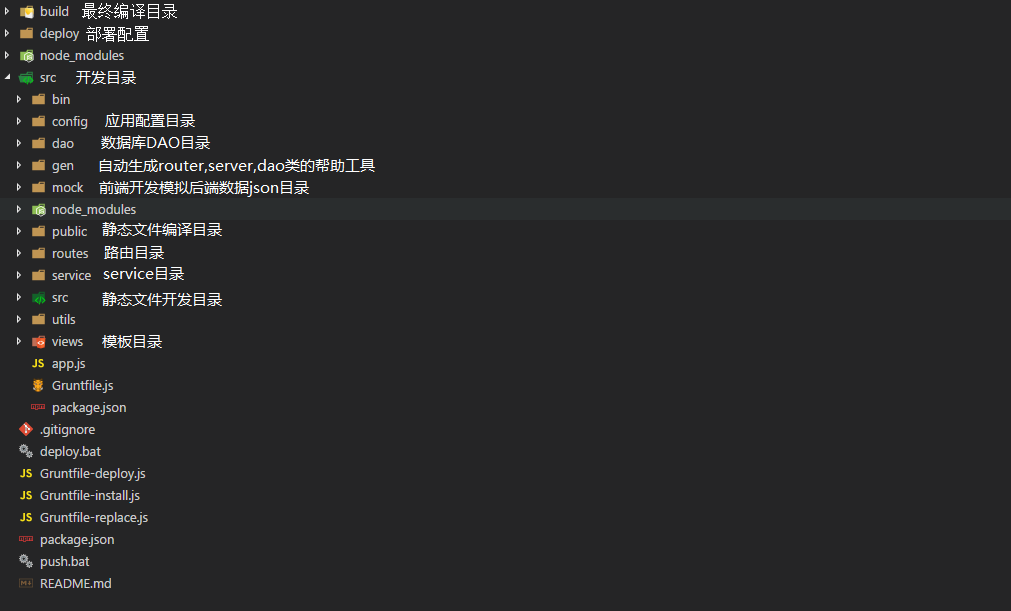 build 最终编译目录
deploy 部署配置
node_modules
src 开发目录
bin
config 应用配置目录
dao 数据库DAO目录
gen 自动生成router,server,dao类的帮助工具
mock 前端开发模拟后端数据json目录
node_modules
public 静态文件编译目录
routes 路由目录
service service目录
src 静态文件开发目录
utils
views 模板目录
JS app.js
Gruntfile.js
package.json
.gitignore
deploy.bat
JS Gruntfile-deploy.js
JS Gruntfile-install.js
JS Gruntfile-replace.js
package.json
push.bat
README.md